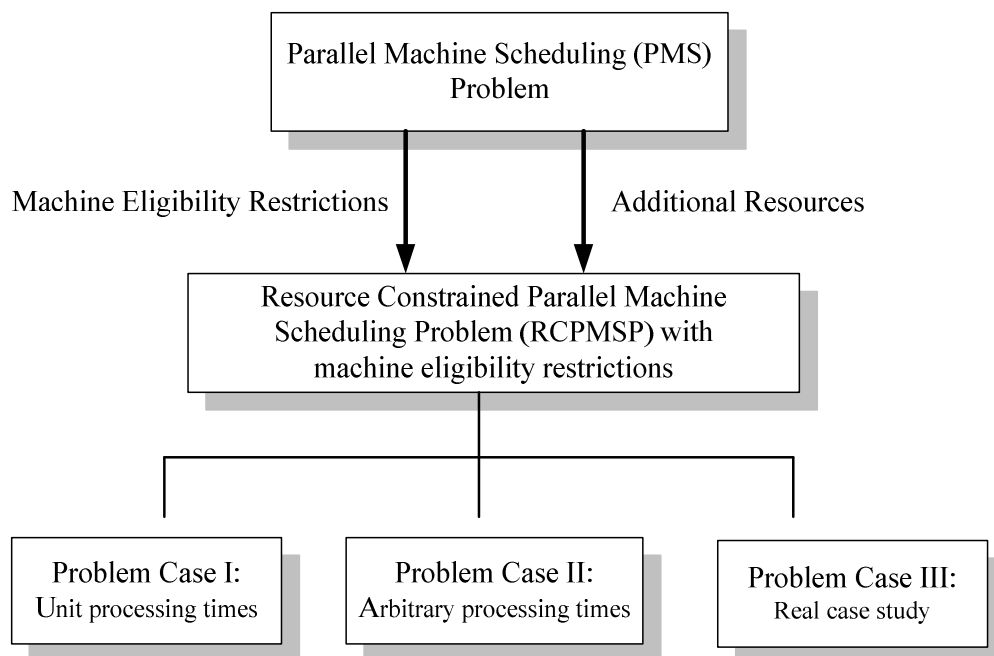 Parallel Machine Scheduling (PMS)
Problem
Machine Eligibility Restrictions
Additional Resources
Resource Constrained Parallel Machine
Scheduling Problem (RCPMSP) with
machine eligibility restrictions
Problem Case I:
Unit processing times
Problem Case II:
Arbitrary processing times
Problem Case III:
Real case study